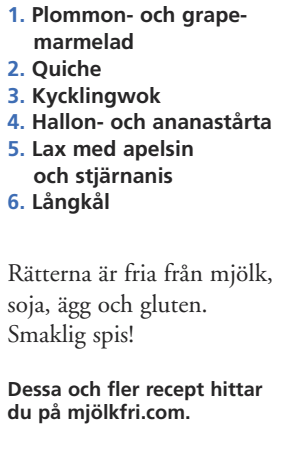 1. Plommon- och grape-
marmelad
2. Quiche
3. Kycklingwok
4. Hallon- och ananastårta
5. Lax med apelsin
och stjärnanis
6. Långkål
Rätterna är fria från mjölk,
soja, ägg och gluten.
Smaklig spis!
Dessa och fler recept hittar
du på mjölkfri.com.